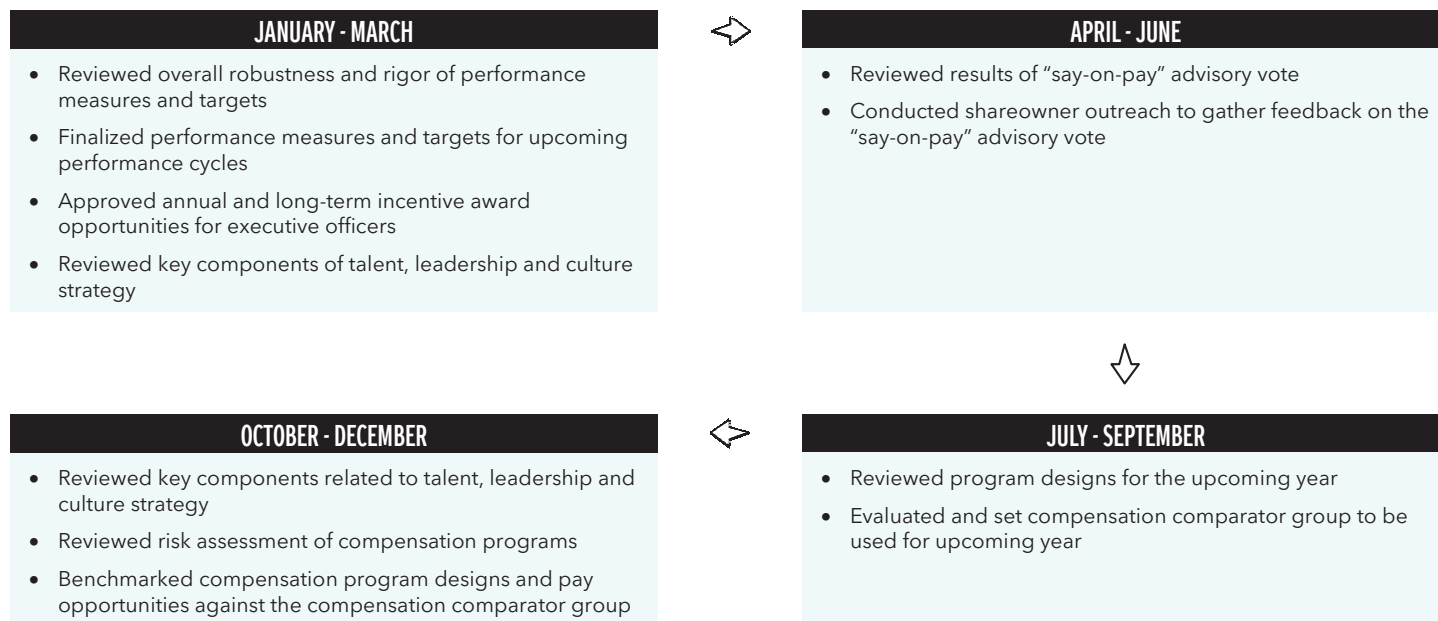 JANUARY - MARCH
• Reviewed overall robustness and rigor of performance
measures and targets
• Finalized performance measures and targets for upcoming
performance cycles
• Approved annual and long-term incentive award
opportunities for executive officers
• Reviewed key components of talent, leadership and culture
strategy
APRIL - JUNE
• Reviewed results of “say-on-pay” advisory vote
• Conducted shareowner outreach to gather feedback on the
“say-on-pay” advisory vote
JULY - SEPTEMBER
• Reviewed program designs for the upcoming year
• Evaluated and set compensation comparator group to be
used for upcoming year
OCTOBER - DECEMBER
• Reviewed key components related to talent, leadership and
culture strategy
• Reviewed risk assessment of compensation programs
• Benchmarked compensation program designs and pay
opportunities against the compensation comparator group